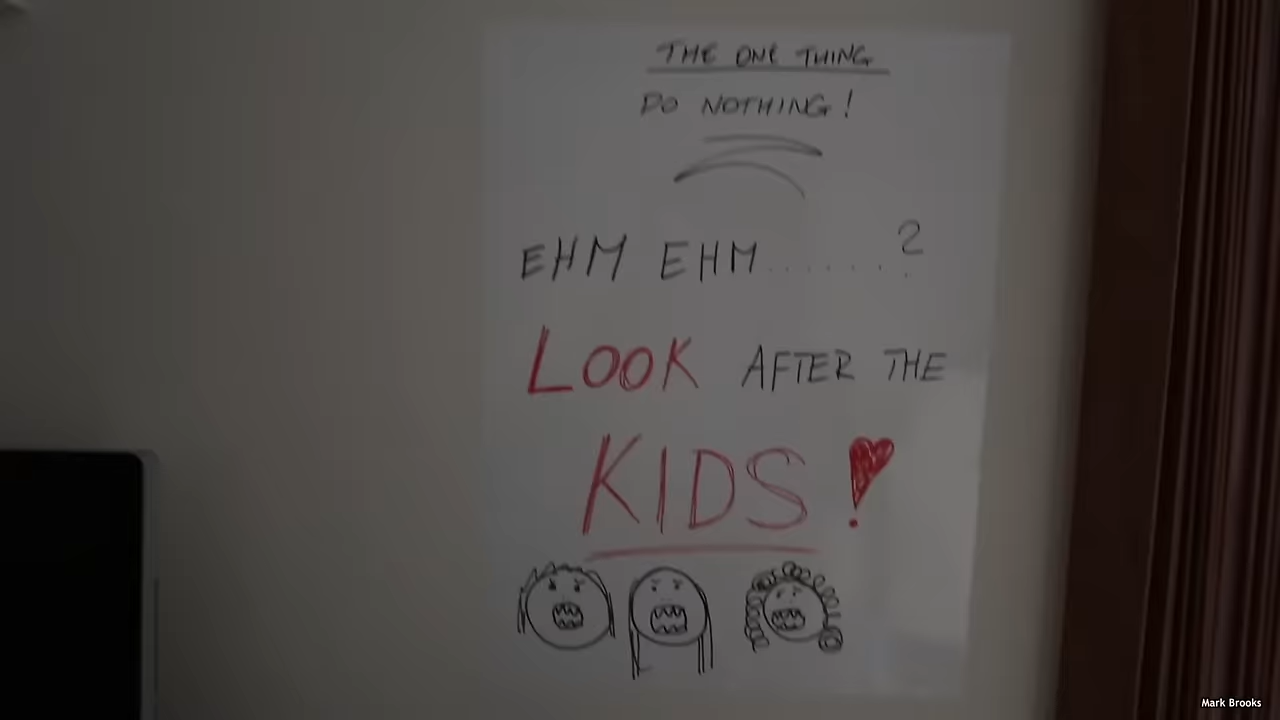 THE ONE THING
DO NOTHING!
EHM EHM.......?
LOOK AFTER THE
KIDS!
Mark Brooks